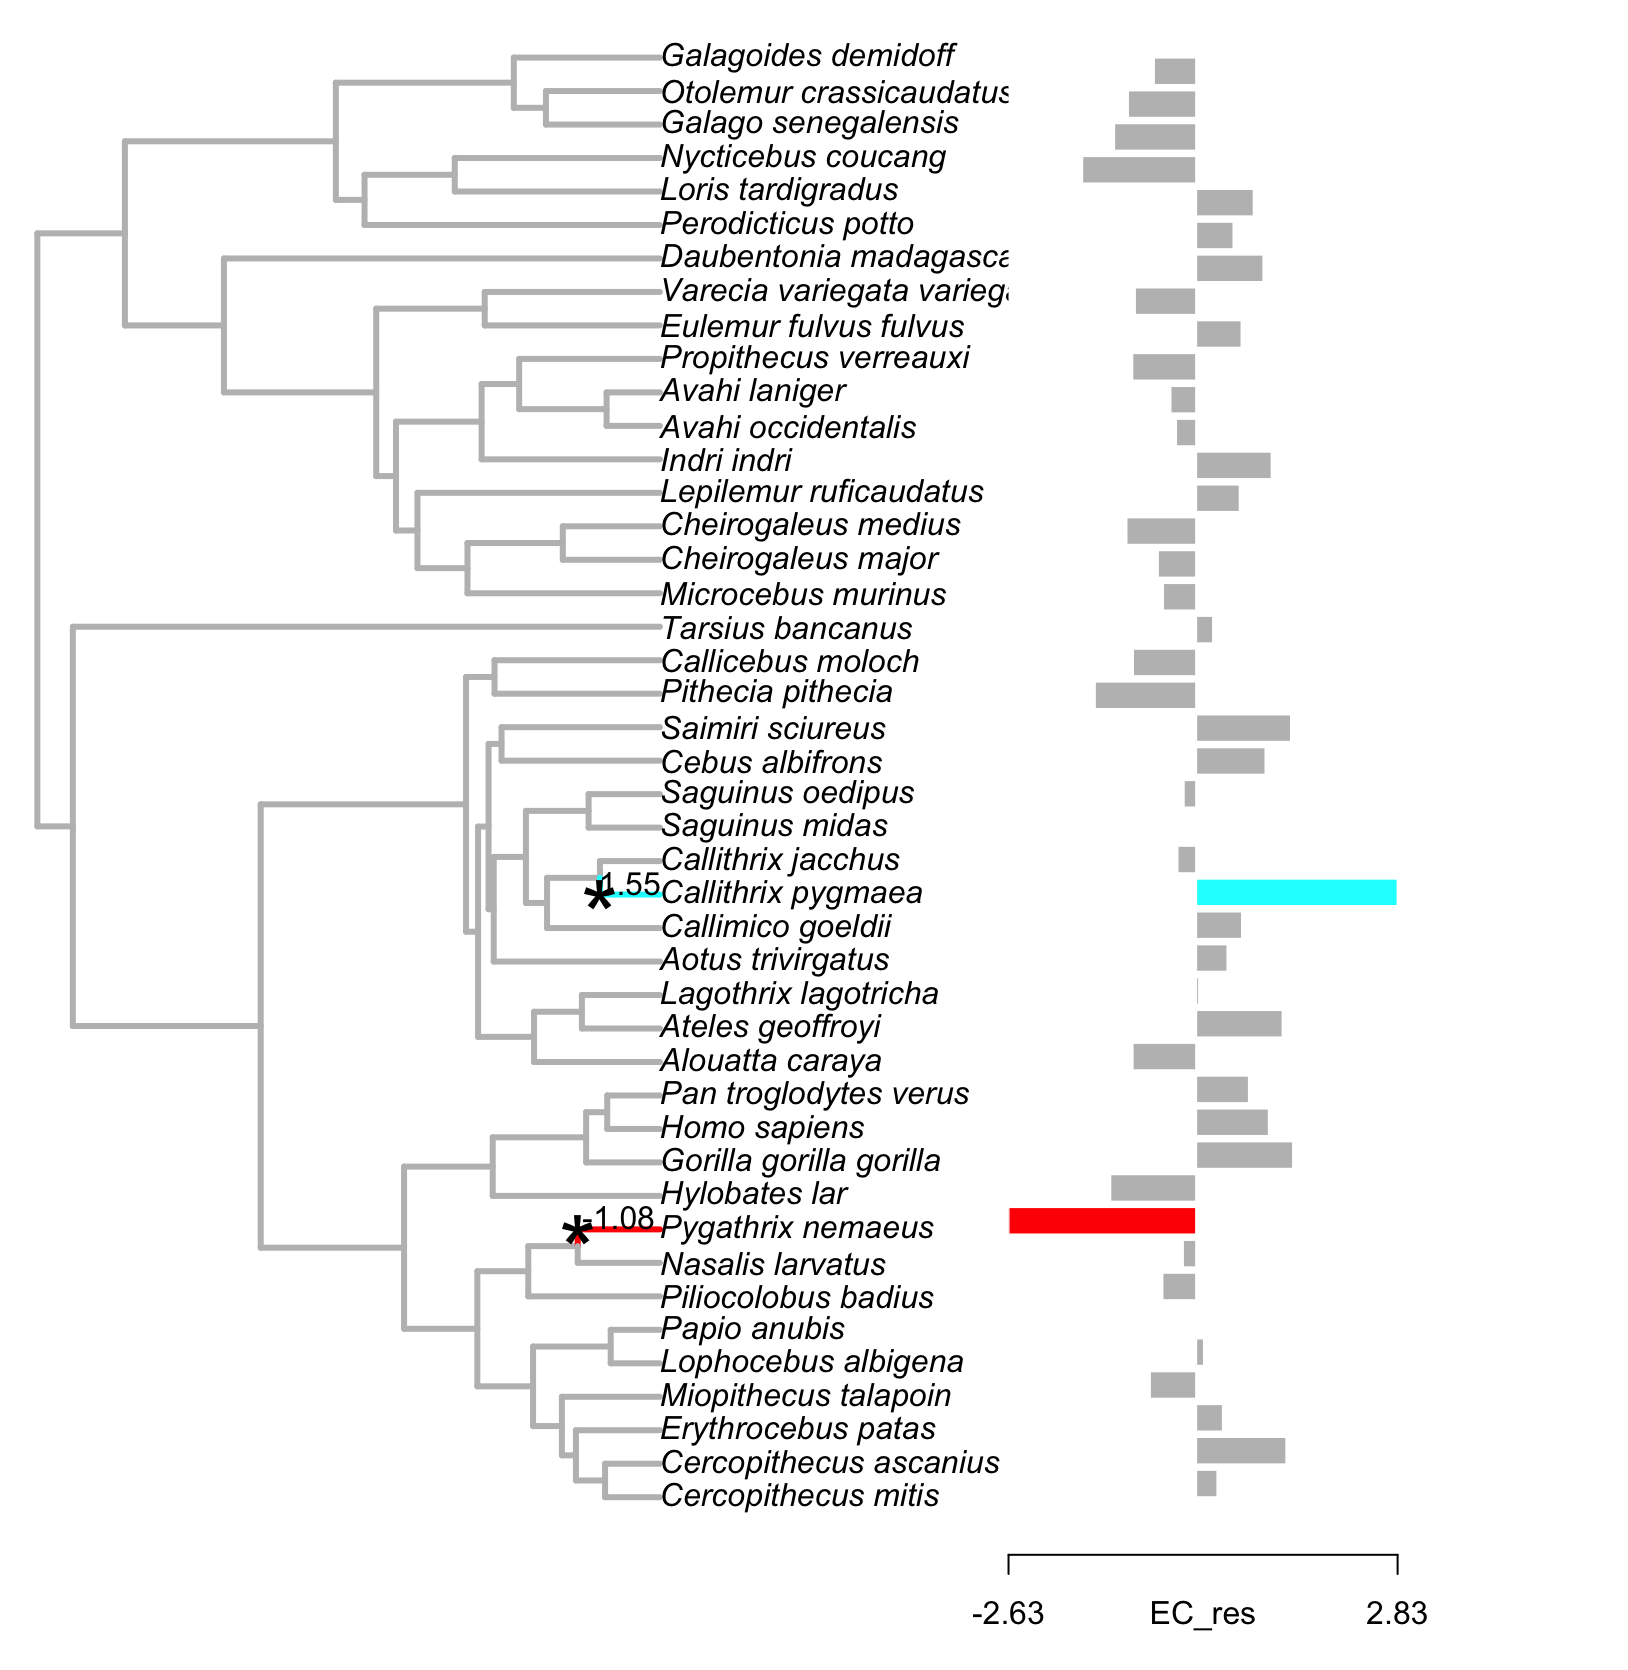 Galagoides demidoff
Otolemur crassicaudatus
Galago senegalensis
Nycticebus coucang
Loris tardigradus
Perodicticus potto
Daubentonia madagasca
Varecia variegata variega
Eulemur fulvus fulvus
Propithecus verreauxi
Avahi laniger
Avahi occidentalis
Indri indri
Lepilemur ruficaudatus
Cheirogaleus medius
Cheirogaleus major
Microcebus murinus
Tarsius bancanus
Callicebus moloch
Pithecia pithecia
Saimiri sciureus
Cebus albifrons
Saguinus oedipus
Saguinus midas
Callithrix jacchus
* 1.55 Callithrix pygmaea
Callimico goeldii
Aotus trivirgatus
Lagothrix lagotricha
Ateles geoffroyi
Alouatta caraya
Pan troglodytes verus
Homo sapiens
Gorilla gorilla gorilla
Hylobates lar
* -1.08 Pygathrix nemaeus
Nasalis larvatus
Piliocolobus badius
Papio anubis
Lophocebus albigena
Miopithecus talapoin
Erythrocebus patas
Cercopithecus ascanius
Cercopithecus mitis
-2.63 EC_res 2.83